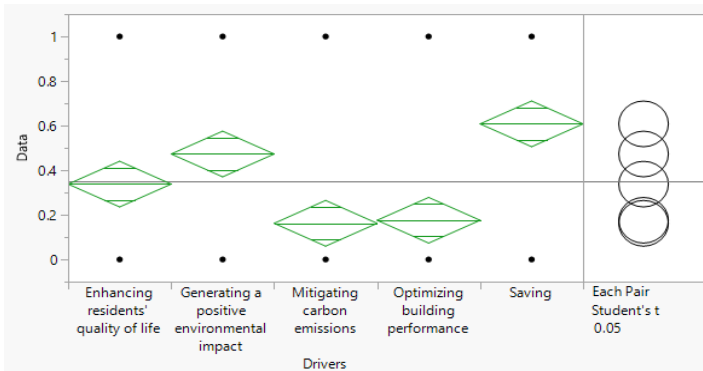 1
0.8
0.6
0.4
0.2
0
Data
Enhancing
residents'
quality of life
Generating a
positive
environmental
impact
Mitigating
carbon
emissions
Optimizing
building
performance
Saving
Each Pair
Student's t
0.05
Drivers